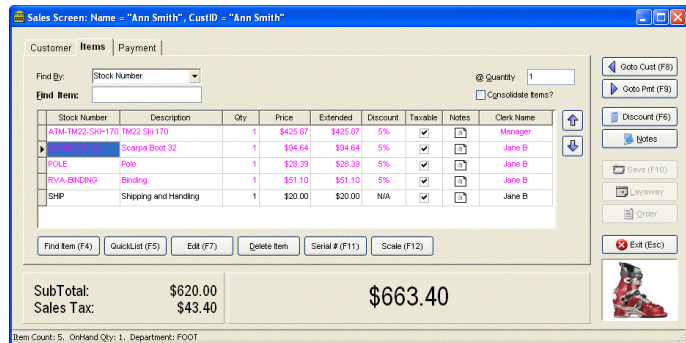 Sales Screen: Name = "Ann Smith", CustID = "Ann Smith"
Customer Items Payment
Find By: Stock Number @ Quantity 1
Find Item: Consolidate Items?
Stock Number Description Qty Price Extended Discount Taxable Notes Clerk Name
ATM-TM22-SKI-170 TM22 Ski 170 1 $425.87 $425.87 5% Manager
Scarpa Boot 32 1 $94.64 $94.64 5% Jane B
POLE Pole 1 $28.39 $28.39 5% Jane B
RVA-BINDING Binding 1 $51.10 $51.10 5% Jane B
SHIP Shipping and Handling 1 $20.00 $20.00 N/A Jane B
Find Item (F4) QuickList (F5) Edit (F7) Delete Item Serial # (F11) Scale (F12)
SubTotal: $620.00
Sales Tax: $43.40
$663.40
Goto Cust (F8)
Goto Pmt (F9)
Discount (F6)
Notes
Save (F10)
Layaway
Order
Exit (Esc)
Item Count: 5. OnHand Qty: 1. Department: FOOT